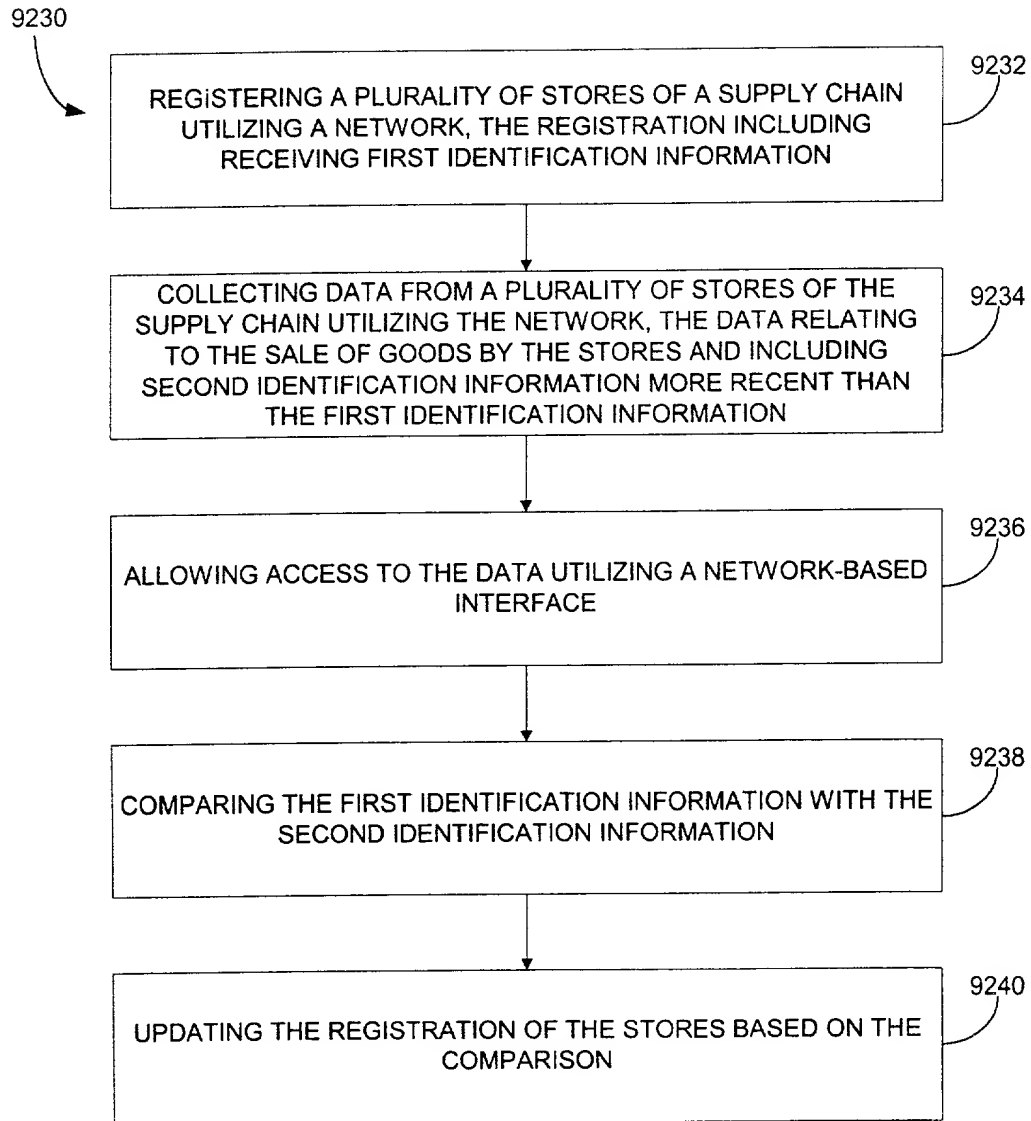 9230
9232
REGISTERING A PLURALITY OF STORES OF A SUPPLY CHAIN
UTILIZING A NETWORK, THE REGISTRATION INCLUDING
RECEIVING FIRST IDENTIFICATION INFORMATION
9234
COLLECTING DATA FROM A PLURALITY OF STORES OF THE
SUPPLY CHAIN UTILIZING THE NETWORK, THE DATA RELATING
TO THE SALE OF GOODS BY THE STORES AND INCLUDING
SECOND IDENTIFICATION INFORMATION MORE RECENT THAN
THE FIRST IDENTIFICATION INFORMATION
9236
ALLOWING ACCESS TO THE DATA UTILIZING A NETWORK-BASED
INTERFACE
9238
COMPARING THE FIRST IDENTIFICATION INFORMATION WITH THE
SECOND IDENTIFICATION INFORMATION
9240
UPDATING THE REGISTRATION OF THE STORES BASED ON THE
COMPARISON